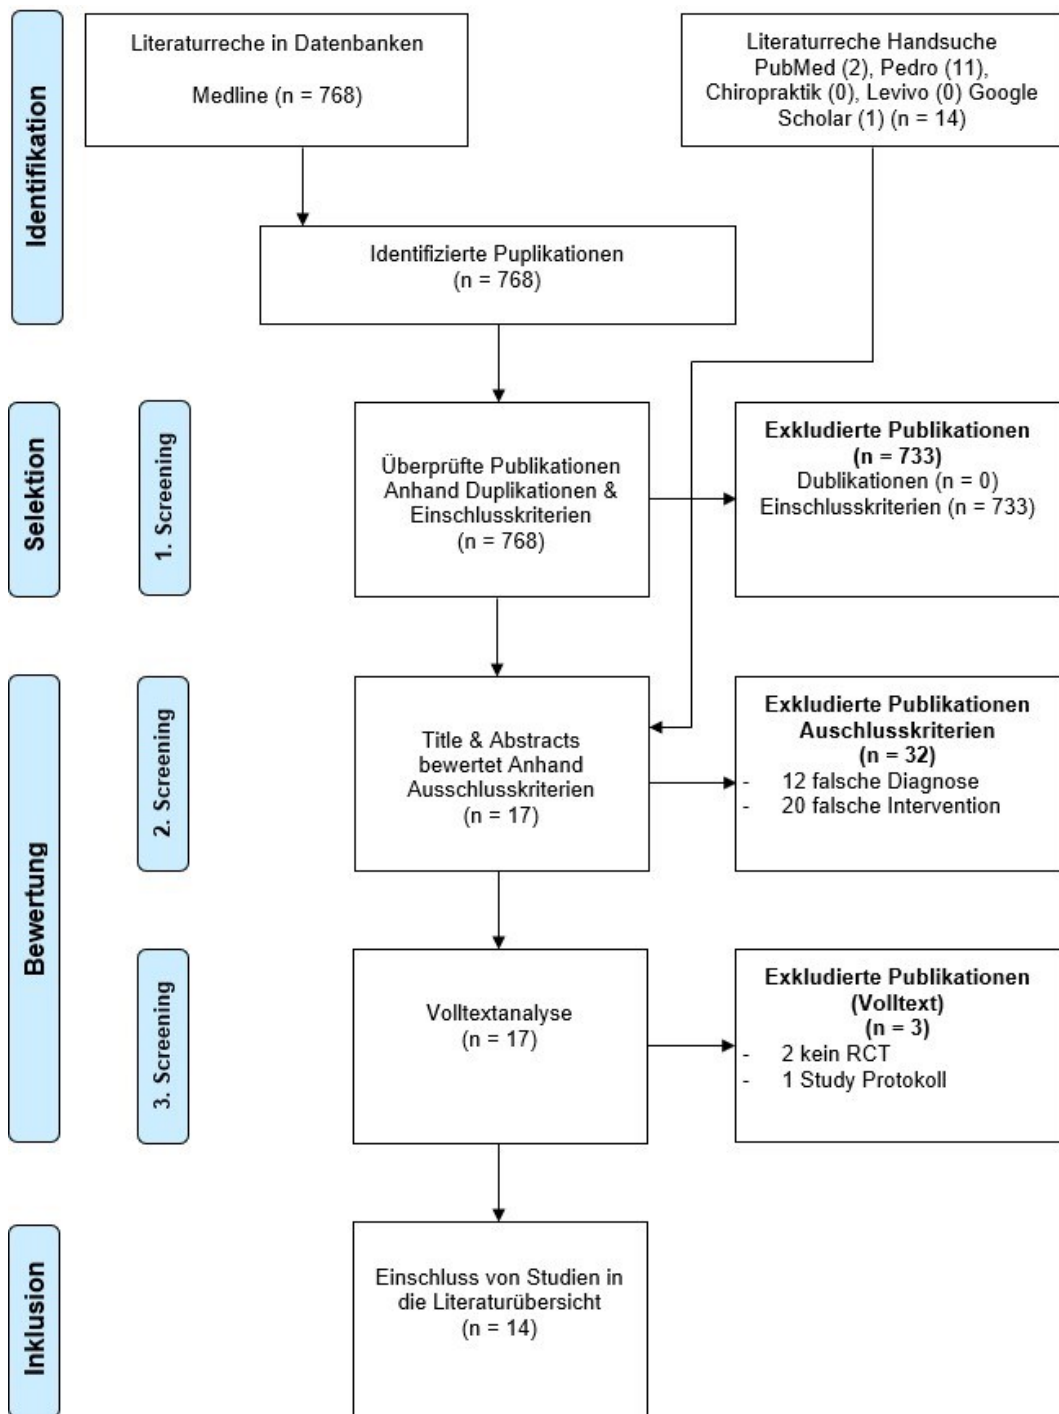 Identifikation
Literaturreche in Datenbanken
Medline (n = 768)
Literaturreche Handsuche
PubMed (2), Pedro (11),
Chiropraktik (0), Levivo (0) Google
Scholar (1) (n = 14)
Identifizierte Puplikationen
(n = 768)
Selektion
1. Screening
Überprüfte Publikationen
Anhand Duplikationen &
Einschlusskriterien
(n = 768)
Exkludierte Publikationen
(n = 733)
Dublikationen (n = 0)
Einschlusskriterien (n = 733)
Bewertung
2. Screening
Title & Abstracts
bewertet Anhand
Ausschlusskriterien
(n = 17)
Exkludierte Publikationen
Auschlusskriterien
(n = 32)
- 12 falsche Diagnose
- 20 falsche Intervention
3. Screening
Volltextanalyse
(n = 17)
Exkludierte Publikationen
(Volltext)
(n = 3)
- 2 kein RCT
- 1 Study Protokoll
Inklusion
Einschluss von Studien in
die Literaturübersicht
(n = 14)